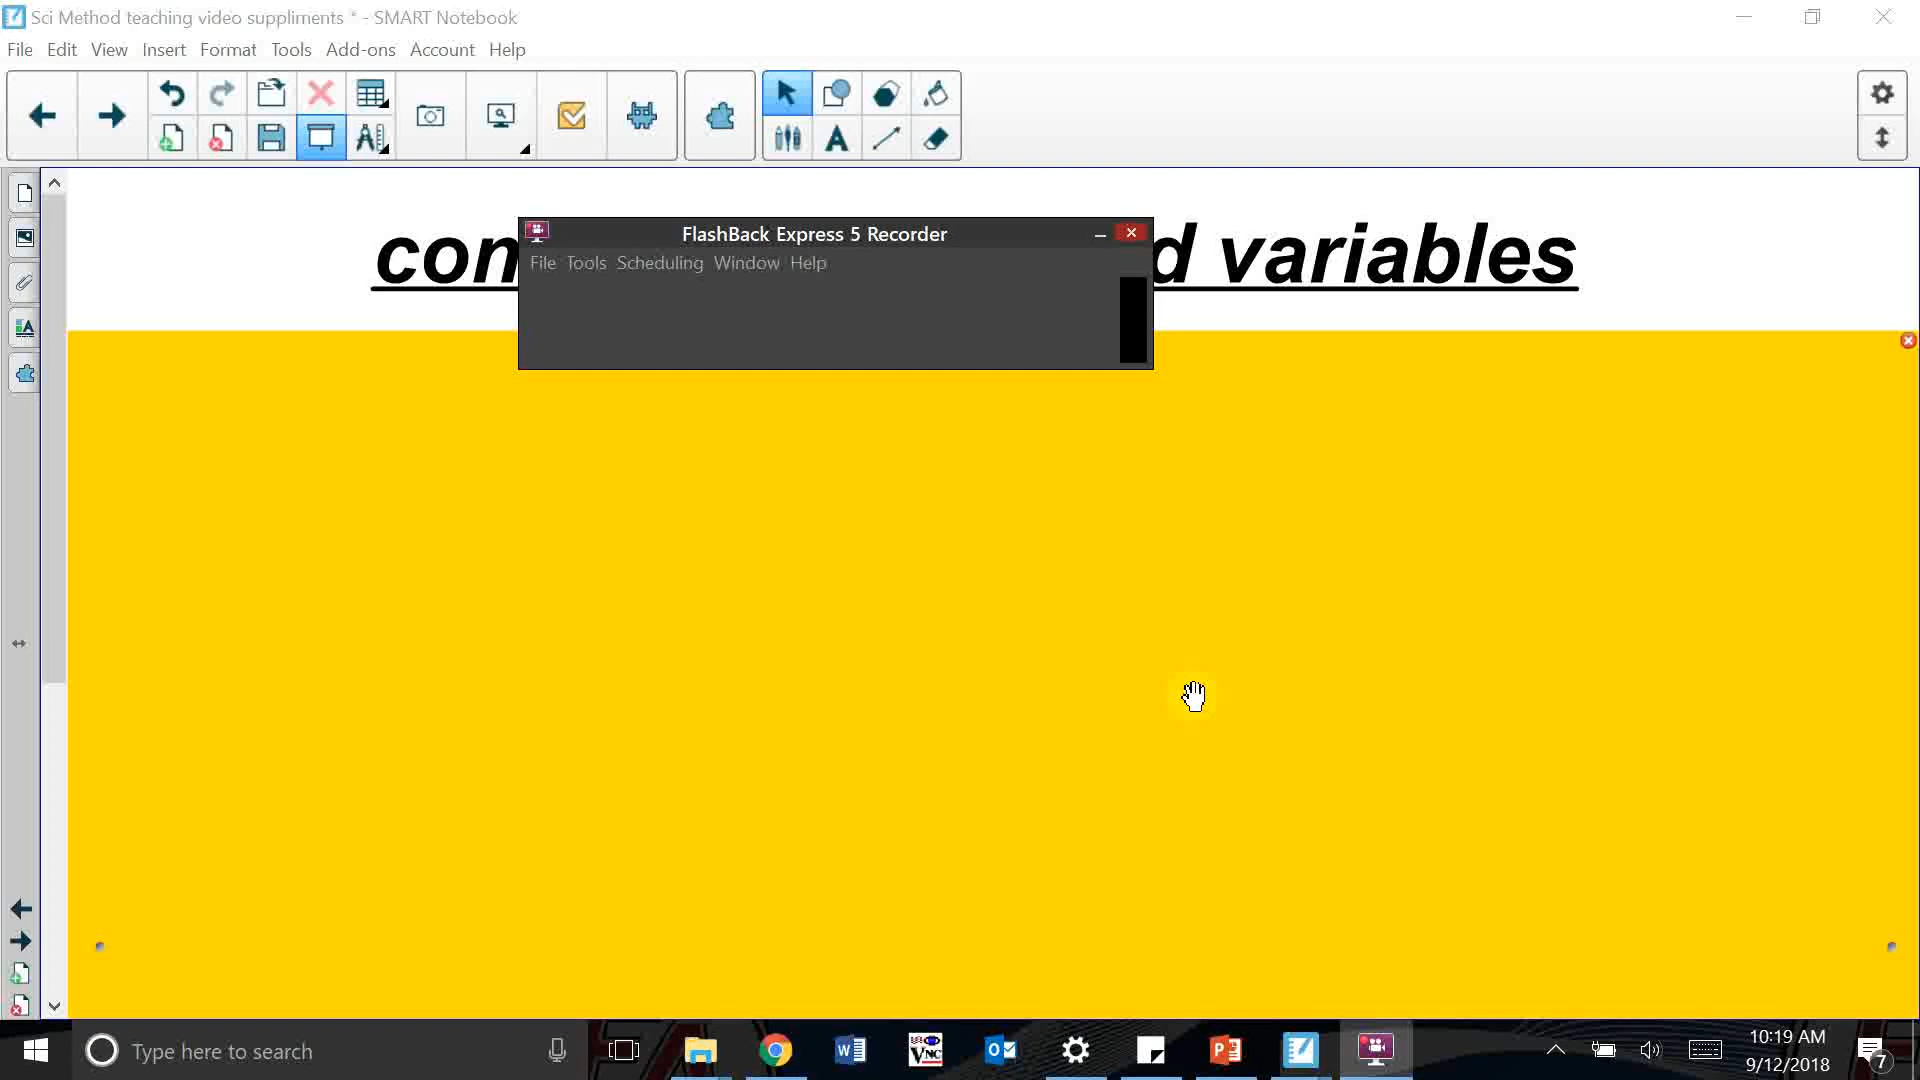 Sci Method teaching video suppliments * - SMART Notebook
File Edit View Insert Format Tools Add-ons Account Help
FlashBack Express 5 Recorder
File Tools Scheduling Window Help
variables
Type here to search
10:19 AM
9/12/2018
7